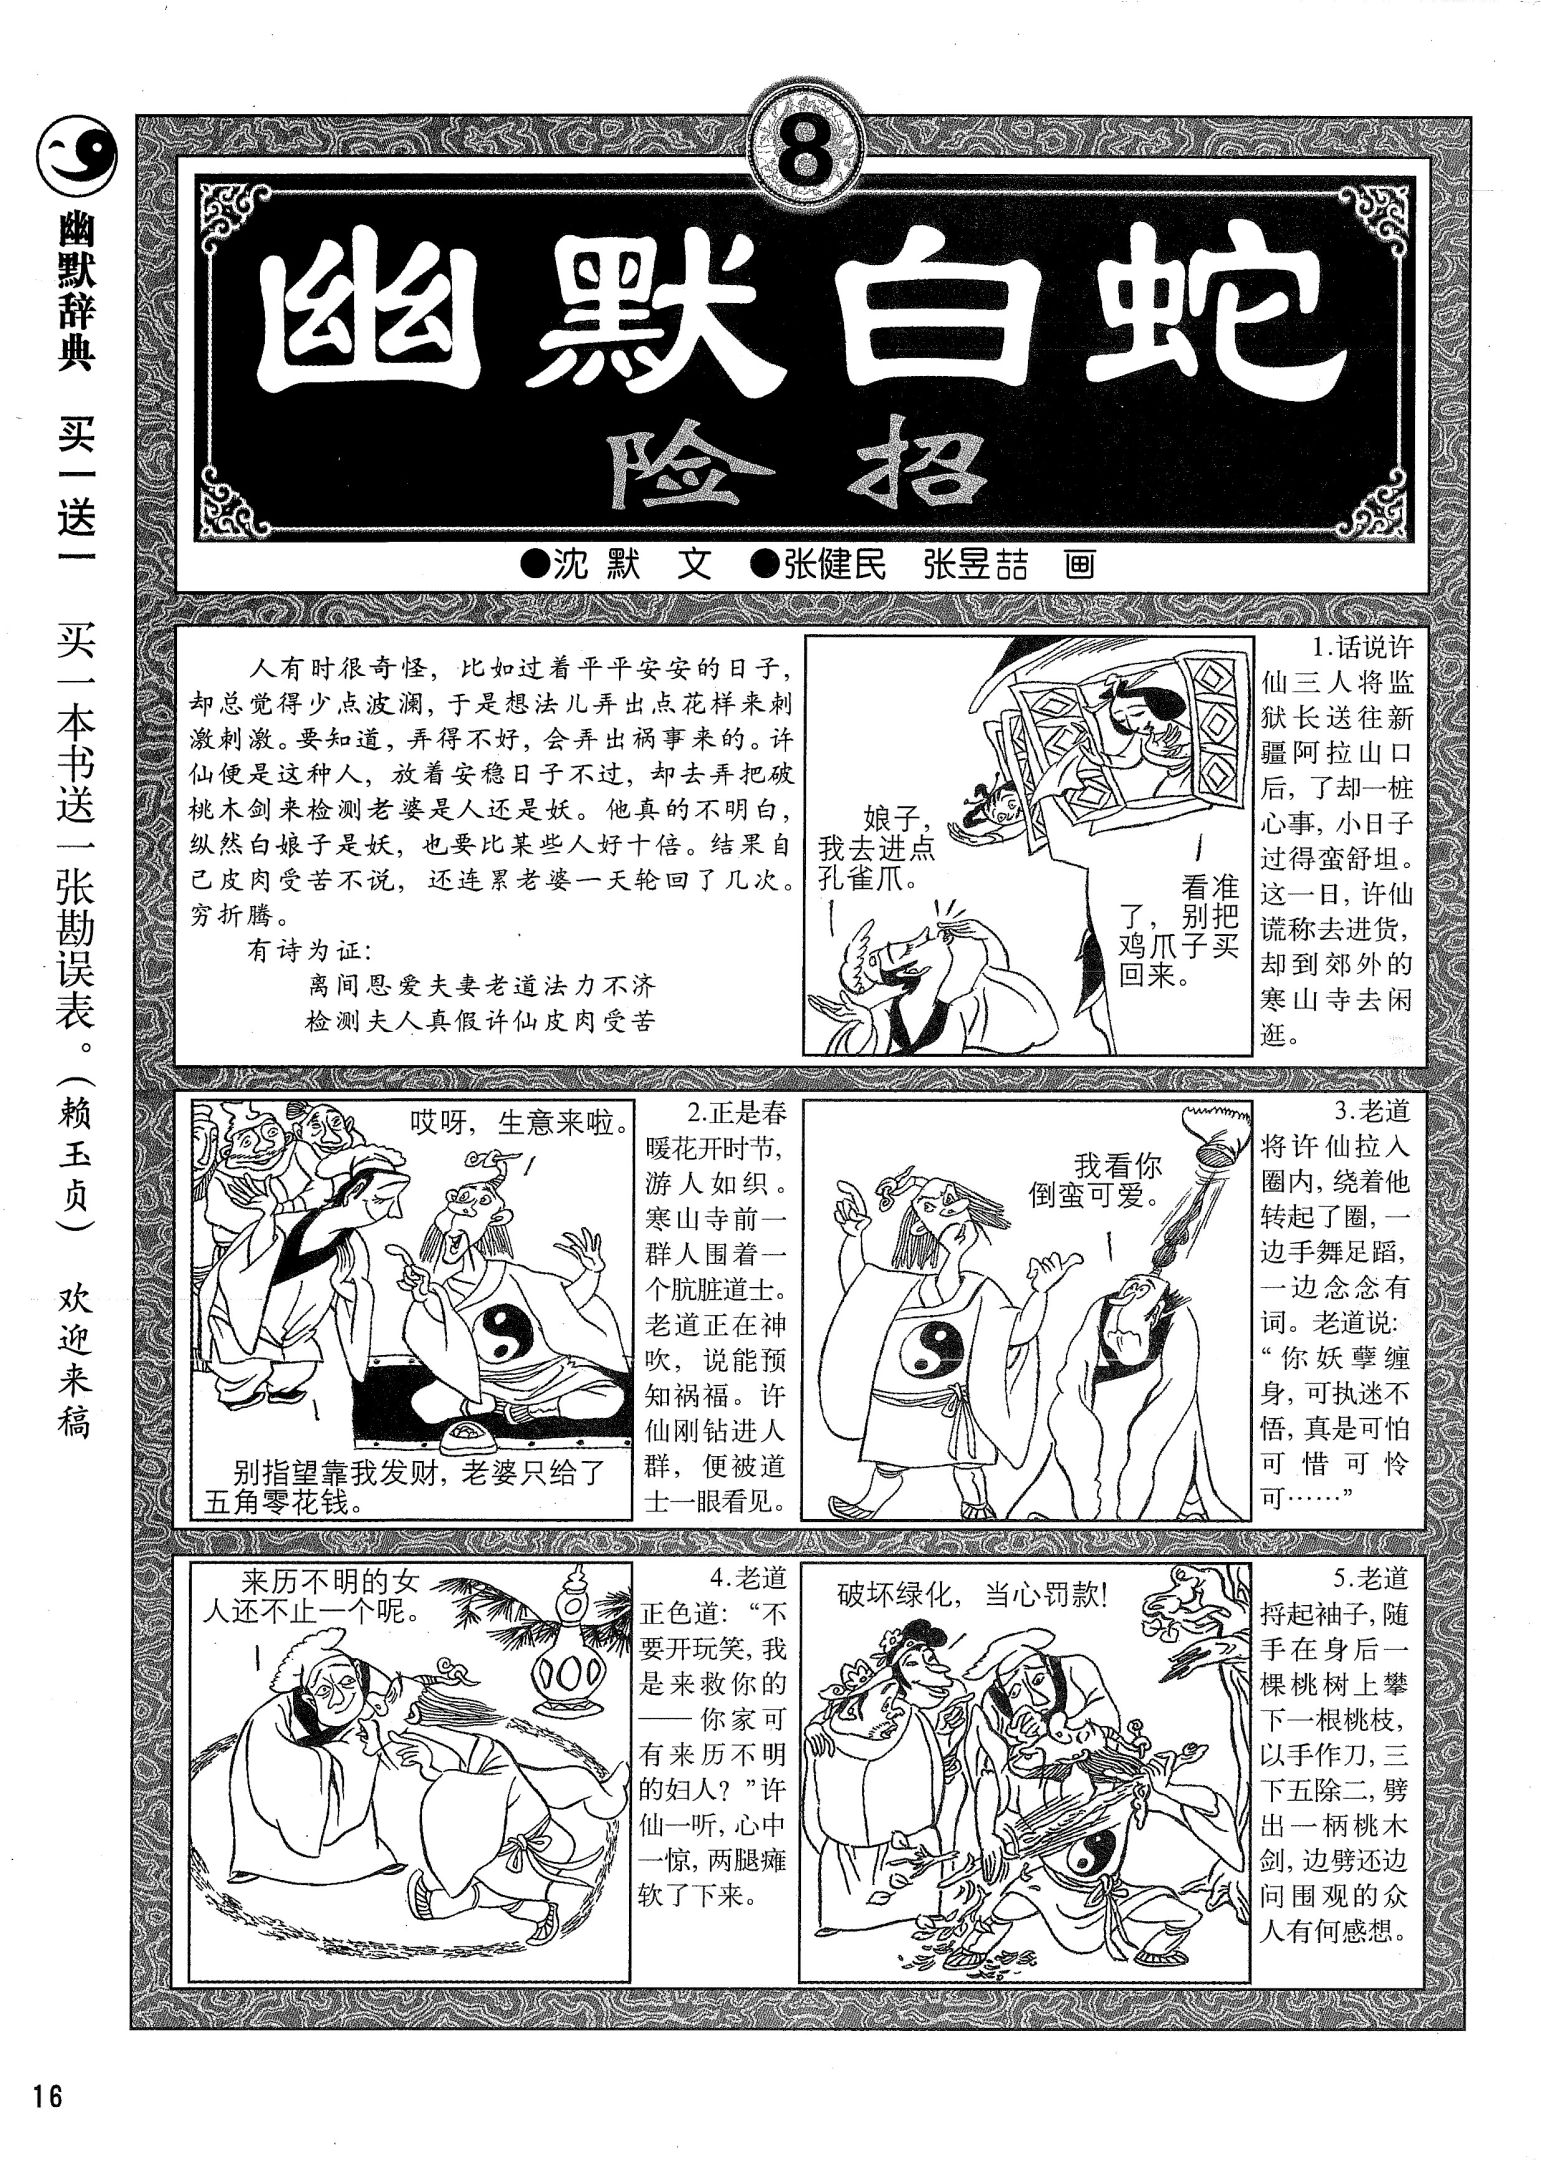 幽默辞典 买一送一 买一本书送一张勘误表。(赖玉贞) 欢迎来稿
8
幽默白蛇
险招
●沈默 文 ●张健民 张昱喆 画
人有时很奇怪，比如过着平平安安的日子，
却总觉得少点波澜，于是想法儿弄出点花样来刺
激刺激。要知道，弄得不好，会弄出祸事来的。许
仙便是这种人，放着安稳日子不过，却去弄把破
桃木剑来检测老婆是人还是妖。他真的不明白，
纵然白娘子是妖，也要比某些人好十倍。结果自
己皮肉受苦不说，还连累老婆一天轮回了几次。
穷折腾。
有诗为证：
离间恩爱夫妻老道法力不济
检测夫人真假许仙皮肉受苦
娘子，
我去进点
孔雀爪。
看准
了，别把
鸡爪子买
回来。
1.话说许
仙三人将监
狱长送往新
疆阿拉山口
后，了却一桩
心事，小日子
过得蛮舒坦。
这一日，许仙
谎称去进货，
却到郊外的
寒山寺去闲
逛。
哎呀，生意来啦。
别指望靠我发财，老婆只给了
五角零花钱。
2.正是春
暖花开时节，
游人如织。
寒山寺前一
群人围着一
个肮脏道士。
老道正在神
吹，说能预
知祸福。许
仙刚钻进人
群，便被道
士一眼看见。
我看你
倒蛮可爱。
3.老道
将许仙拉入
圈内，绕着他
转起了圈，一
边手舞足蹈，
一边念念有
词。老道说：
“你妖孽缠
身，可执迷不
悟，真是可怕
可惜可怜
可……”
来历不明的女
人还不止一个呢。
4.老道
正色道：“不
要开玩笑，我
是来救你的
——你家可
有来历不明
的妇人？”许
仙一听，心中
一惊，两腿瘫
软了下来。
破坏绿化，当心罚款！
5.老道
捋起袖子，随
手在身后一
棵桃树上攀
下一根桃枝，
以手作刀，三
下五除二，劈
出一柄桃木
剑，边劈还边
问围观的众
人有何感想。
16